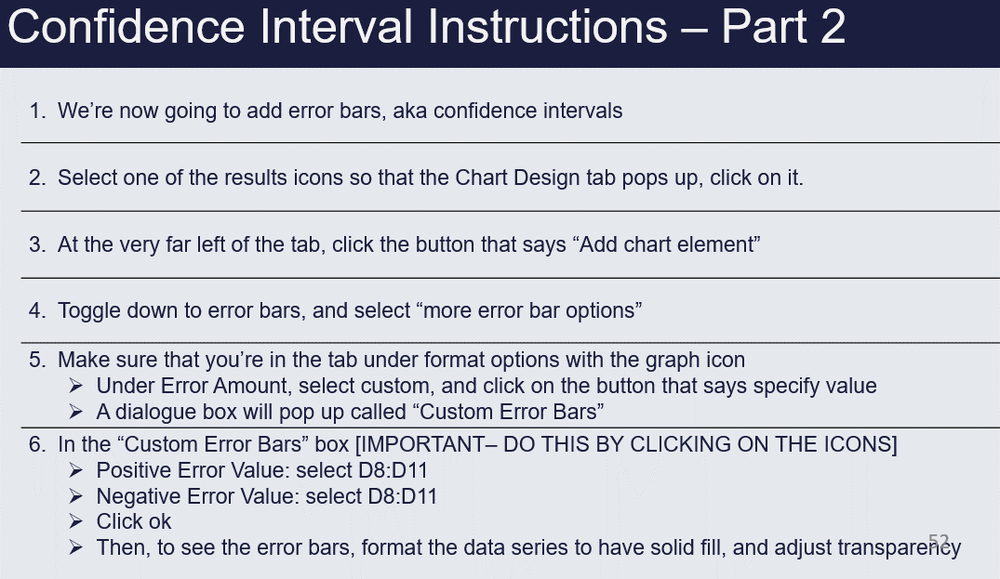 Confidence Interval Instructions – Part 2
1. We’re now going to add error bars, aka confidence intervals
2. Select one of the results icons so that the Chart Design tab pops up, click on it.
3. At the very far left of the tab, click the button that says “Add chart element”
4. Toggle down to error bars, and select “more error bar options”
5. Make sure that you’re in the tab under format options with the graph icon
➢ Under Error Amount, select custom, and click on the button that says specify value
➢ A dialogue box will pop up called “Custom Error Bars”
6. In the “Custom Error Bars” box [IMPORTANT– DO THIS BY CLICKING ON THE ICONS]
➢ Positive Error Value: select D8:D11
➢ Negative Error Value: select D8:D11
➢ Click ok
➢ Then, to see the error bars, format the data series to have solid fill, and adjust transparency
52